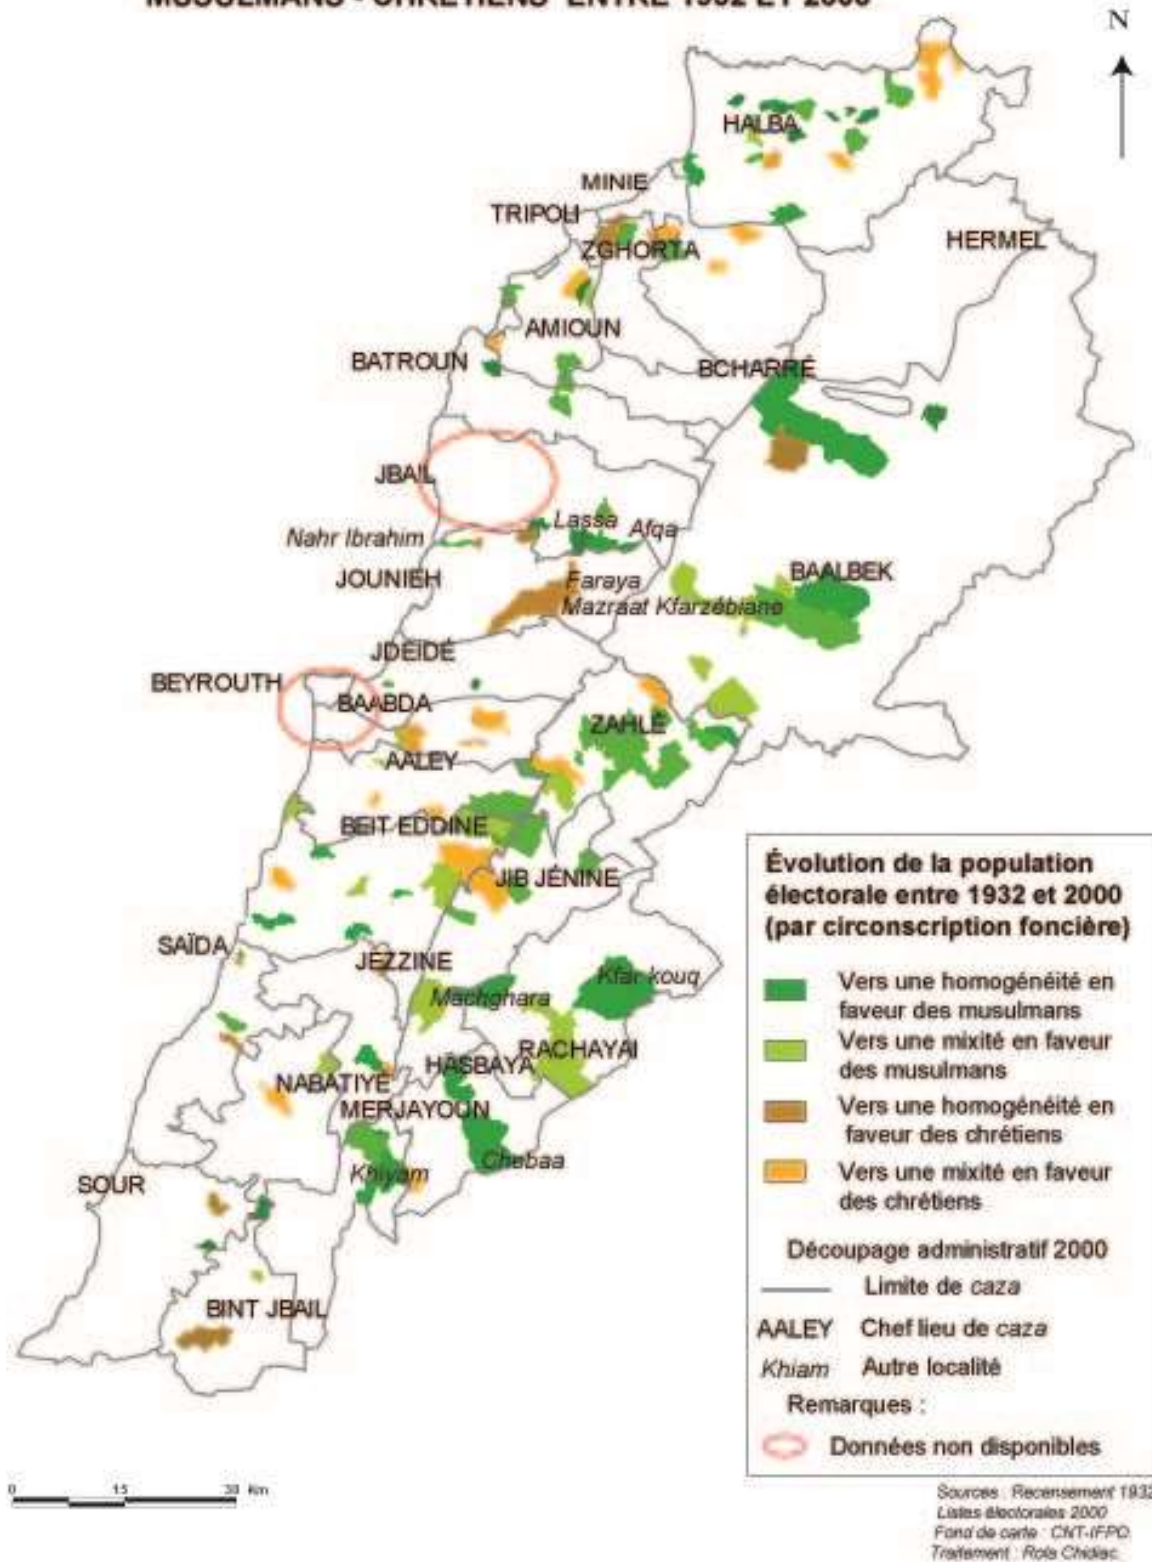 MUSULMANS - CHRÉTIENS ENTRE 1932 ET 2000
N
HALBA
MINIE
TRIPOLI
ZGHORTA
HERMEL
AMIOUN
BATROUN
BCHARRÉ
JBAIL
Lassa
Afqa
Nahr Ibrahim
JOUNIEH
Faraya
BAALBEK
Mazraat Kfarzébiane
JDEIDÉ
BEYROUTH
BAABDA
ZAHLÉ
AALEY
BEIT EDDINE
JIB JÉNINE
SAÏDA
JEZZINE
Kfar kouq
Machghara
RACHAYAI
HASBAYA
NABATIYE
MERJAYOUN
Chebaa
Khiyam
SOUR
BINT JBAIL
Évolution de la population
électorale entre 1932 et 2000
(par circonscription foncière)
Vers une homogénéité en
faveur des musulmans
Vers une mixité en faveur
des musulmans
Vers une homogénéité en
faveur des chrétiens
Vers une mixité en faveur
des chrétiens
Découpage administratif 2000
Limite de caza
AALEY Chef lieu de caza
Khiam Autre localité
Remarques :
Données non disponibles
0 15 30 Km
Sources : Recensement 1932
Listes électorales 2000
Fond de carte : CNT-IFPO
Traitement : Rola Chidiac